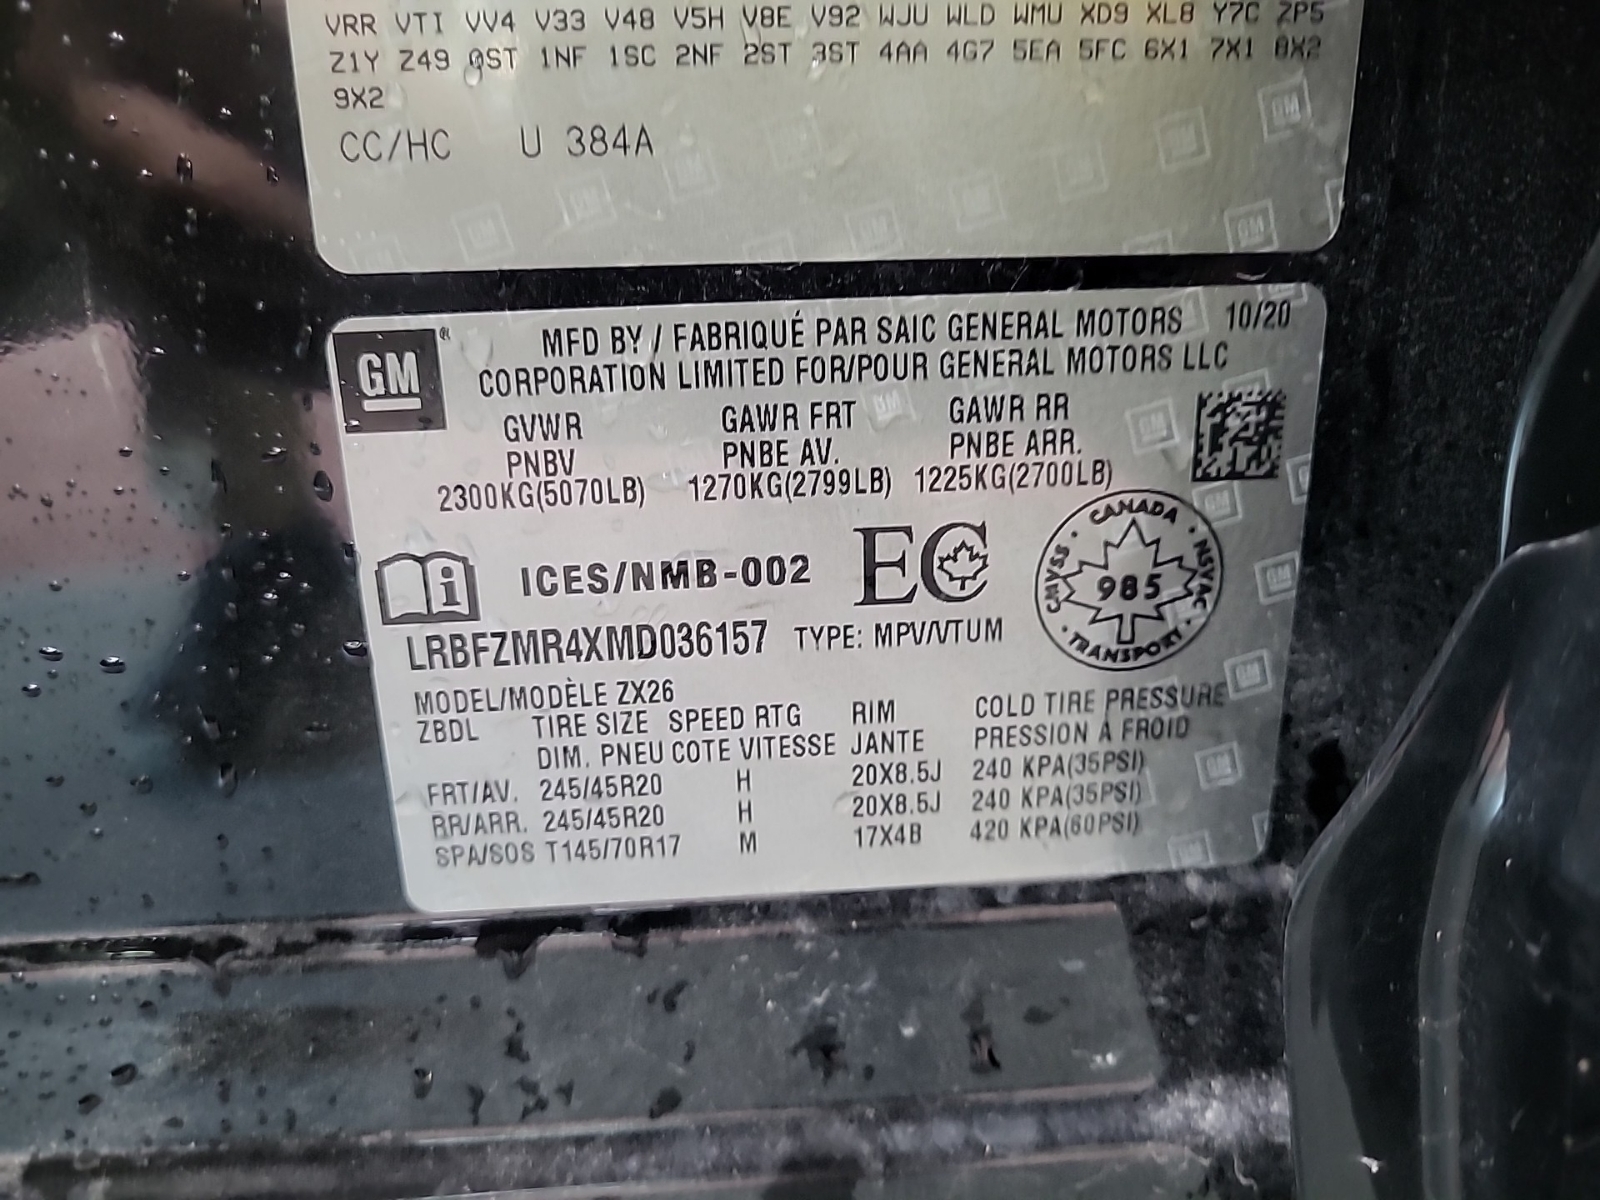 VRR VTI VV4 V33 V48 V5H V8E V92 WJU WLD WMU XD9 XL8 Y7C ZP5
Z1Y Z49 0ST 1NF 1SC 2NF 2ST 3ST 4AA 4G7 5EA 5FC 6X1 7X1 8X2
9X2
CC/HC U 384A
GM ®
MFD BY / FABRIQUÉ PAR SAIC GENERAL MOTORS 10/20
CORPORATION LIMITED FOR/POUR GENERAL MOTORS LLC
GVWR GAWR FRT GAWR RR
PNBV PNBE AV. PNBE ARR.
2300KG(5070LB) 1270KG(2799LB) 1225KG(2700LB)
ICES/NMB-002 EC
CANADA · NSVAC · TRANSPORT · CMVSS ·
985
LRBFZMR4XMD036157 TYPE: MPV/VTUM
MODEL/MODÈLE ZX26
ZBDL TIRE SIZE SPEED RTG RIM COLD TIRE PRESSURE
DIM. PNEU COTE VITESSE JANTE PRESSION À FROID
FRT/AV. 245/45R20 H 20X8.5J 240 KPA(35PSI)
RR/ARR. 245/45R20 H 20X8.5J 240 KPA(35PSI)
SPA/SOS T145/70R17 M 17X4B 420 KPA(60PSI)